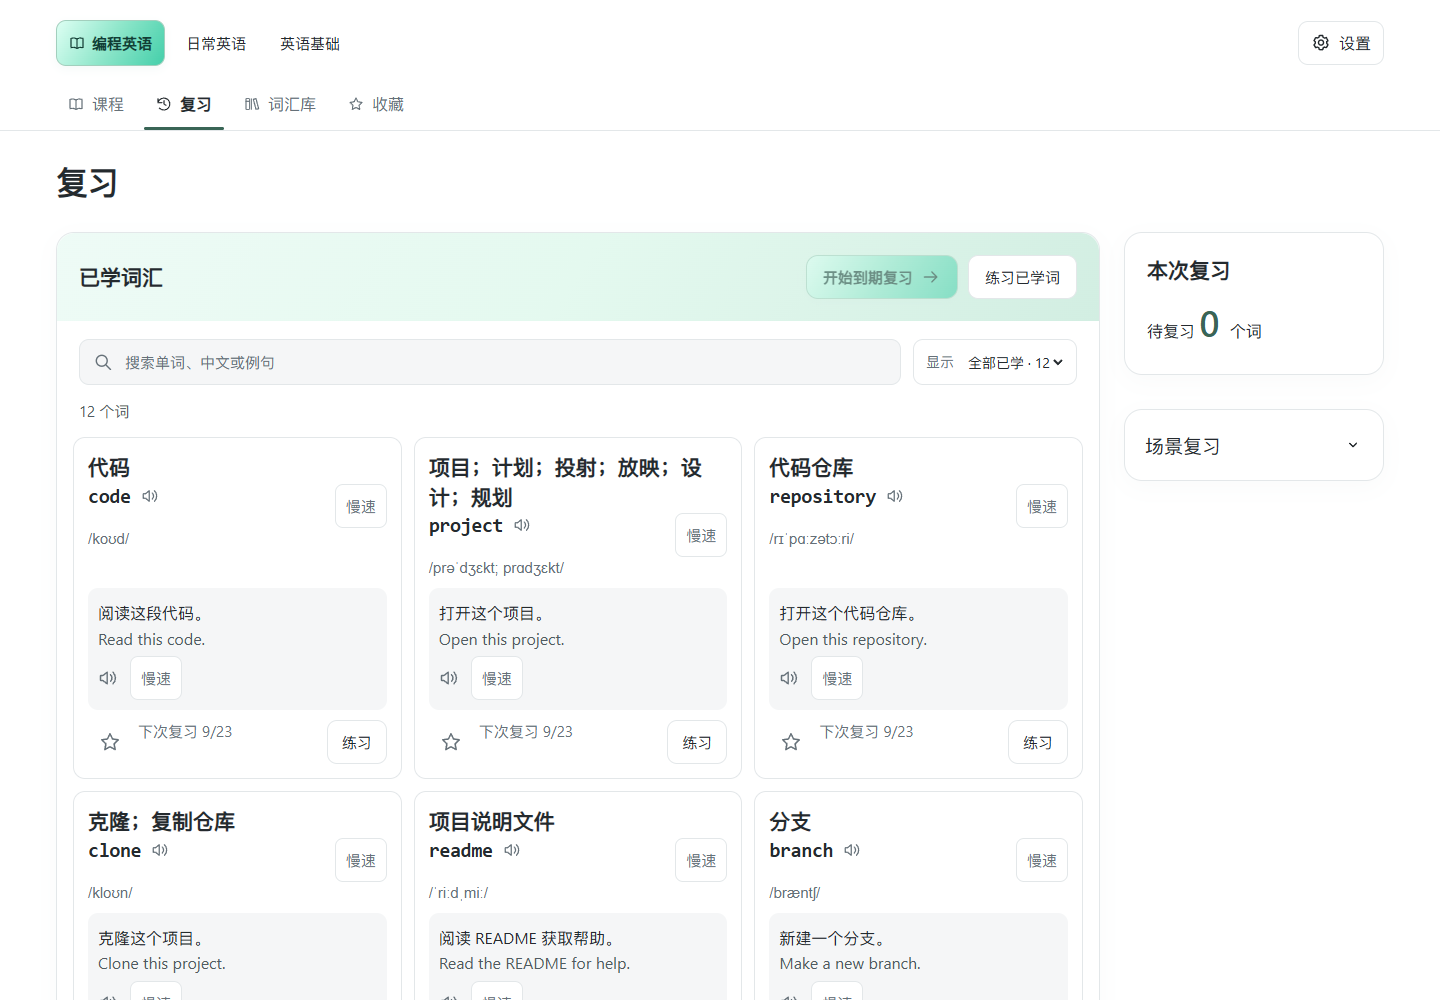 编程英语
日常英语
英语基础
设置
课程
复习
词汇库
收藏
复习
已学词汇
开始到期复习
练习已学词
搜索单词、中文或例句
显示 全部已学 · 12
12 个词
代码
code
慢速
/koʊd/
阅读这段代码。
Read this code.
慢速
下次复习 9/23
练习
项目；计划；投射；放映；设
计；规划
project
慢速
/prəˈdʒɛkt; prɑdʒɛkt/
打开这个项目。
Open this project.
慢速
下次复习 9/23
练习
代码仓库
repository
慢速
/rɪˈpɑːzətɔːri/
打开这个代码仓库。
Open this repository.
慢速
下次复习 9/23
练习
克隆；复制仓库
clone
慢速
/kloʊn/
克隆这个项目。
Clone this project.
慢速
项目说明文件
readme
慢速
/ˈriːdˌmiː/
阅读 README 获取帮助。
Read the README for help.
慢速
分支
branch
慢速
/bræntʃ/
新建一个分支。
Make a new branch.
慢速
本次复习
待复习 0 个词
场景复习